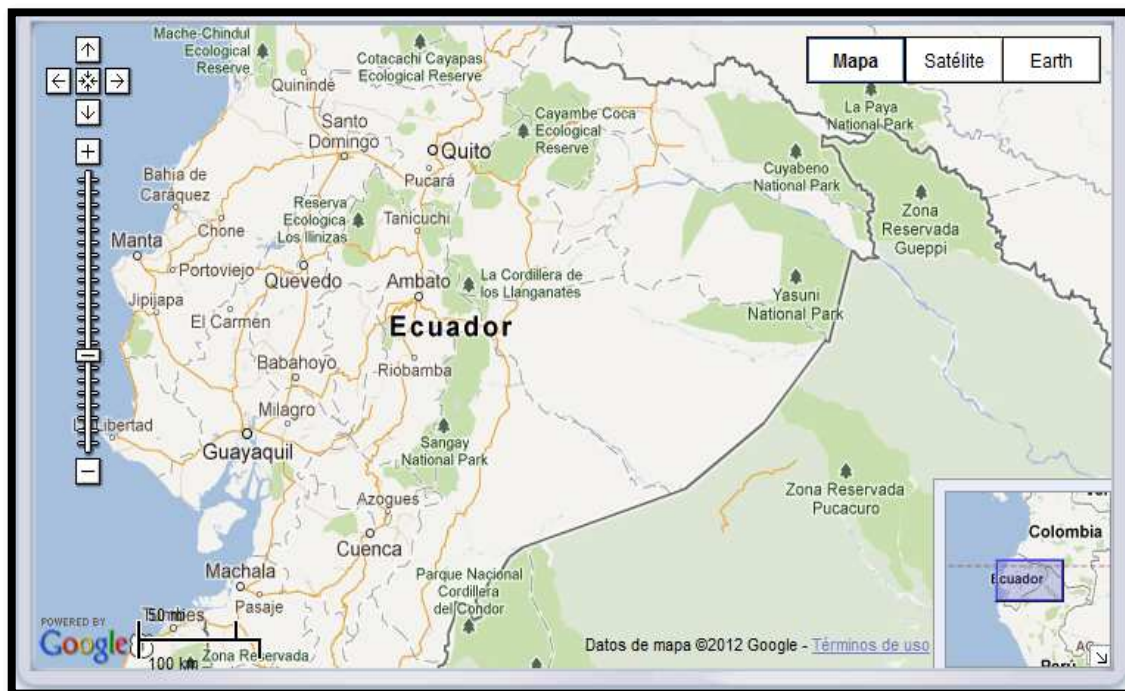 Mache-Chindul
Ecological
Reserve
Cotacachi Cayapas
Ecological Reserve
Mapa
Satélite
Earth
Quinindé
La Paya
National Park
Cayambe Coca
Ecological
Reserve
Santo
Domingo
Quito
Pucará
Cuyabeno
National Park
Bahia de
Caráquez
Reserva
Ecologica
Los Ilinizas
Tanicuchi
Zona
Reservada
Gueppi
Chone
Manta
Portoviejo
Quevedo
Ambato
La Cordillera de
los Llanganates
Jipijapa
El Carmen
Yasuni
National Park
Ecuador
Babahoyo
Riobamba
Milagro
Libertad
Guayaquil
Sangay
National Park
Azogues
Zona Reservada
Pucacuro
Cuenca
Colombia
Ecuador
Perú
Machala
Pasaje
Parque Nacional
Cordillera
del Condor
50 mi
100 km
POWERED BY
Google
Zona Reservada
Datos de mapa ©2012 Google - Términos de uso